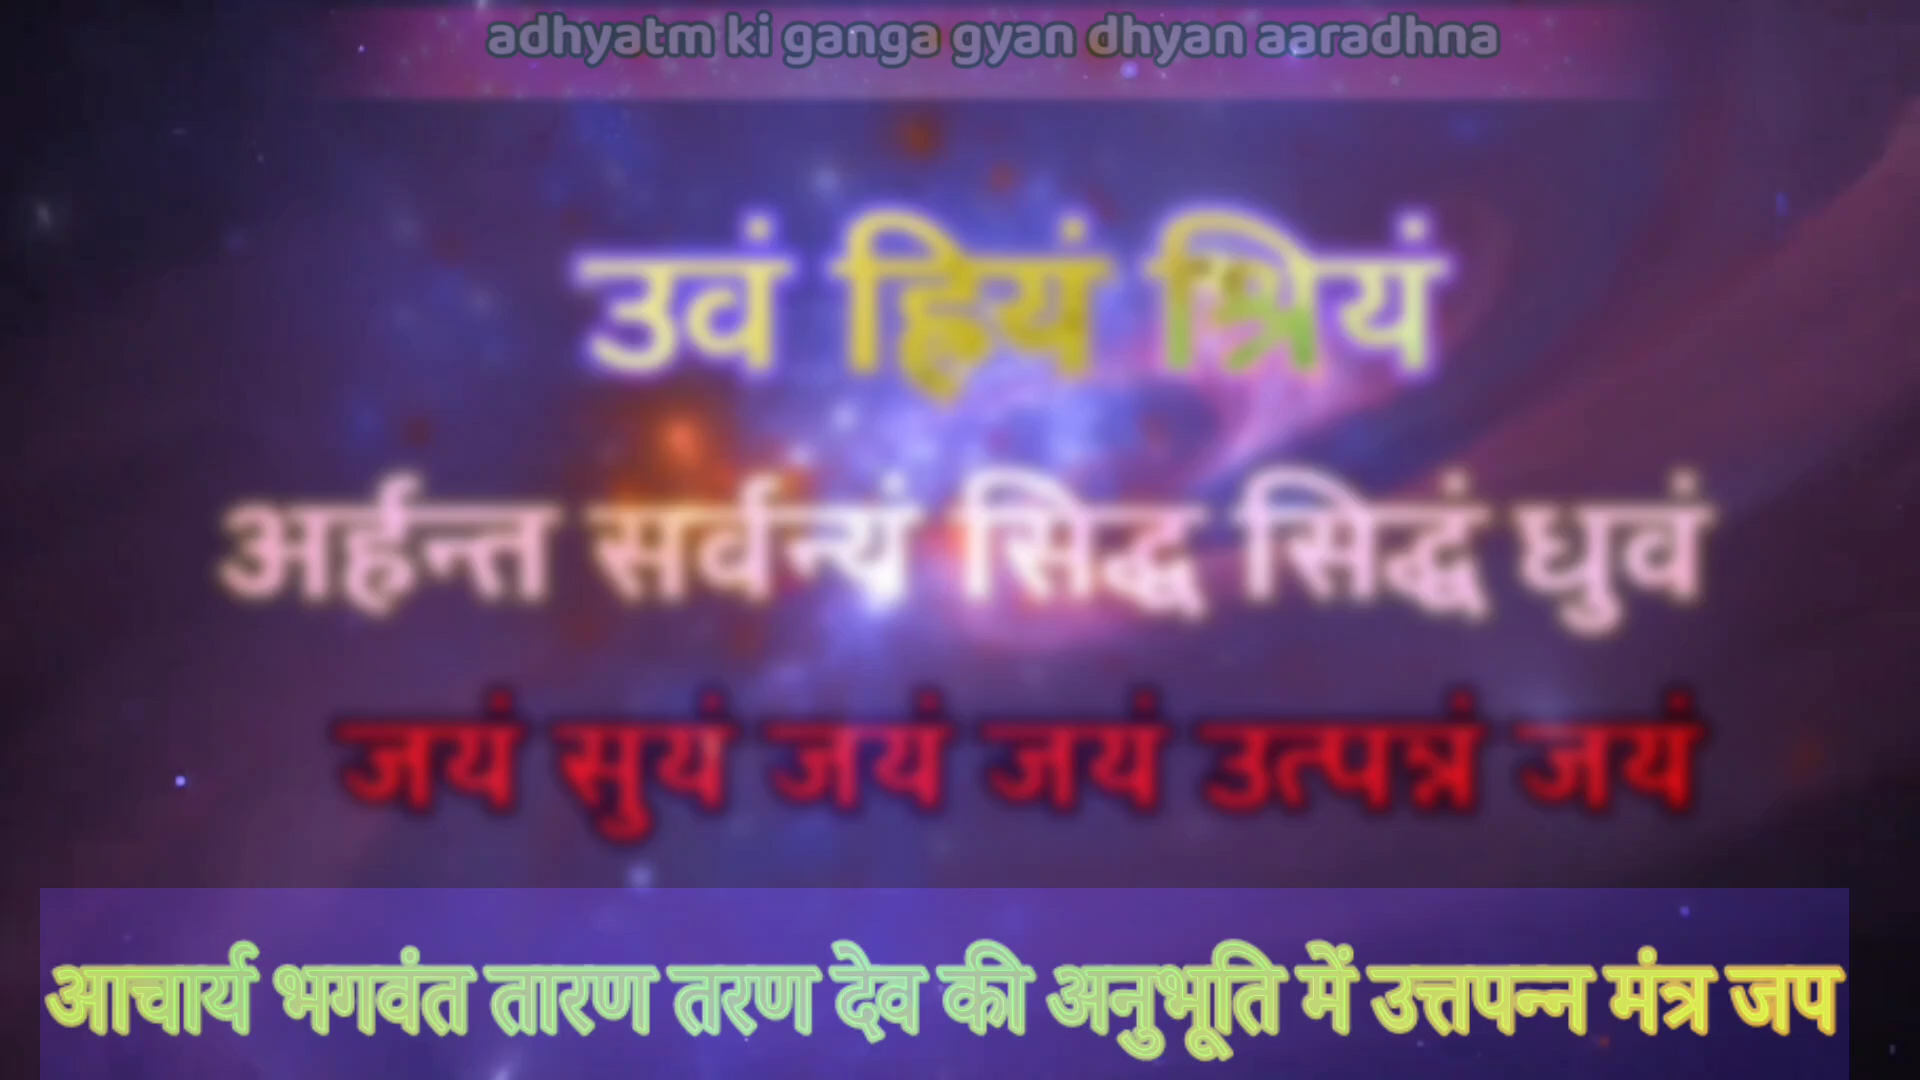 adhyatm ki ganga gyan dhyan aaradhna
उवं ह्रियं श्रियं
अर्हन्त सर्वन्यं सिद्ध सिद्धं धुवं
जयं सुयं जयं जयं उत्पन्नं जयं
आचार्य भगवंत तारण तरण देव की अनुभूति में उत्तपन्न मंत्र जप